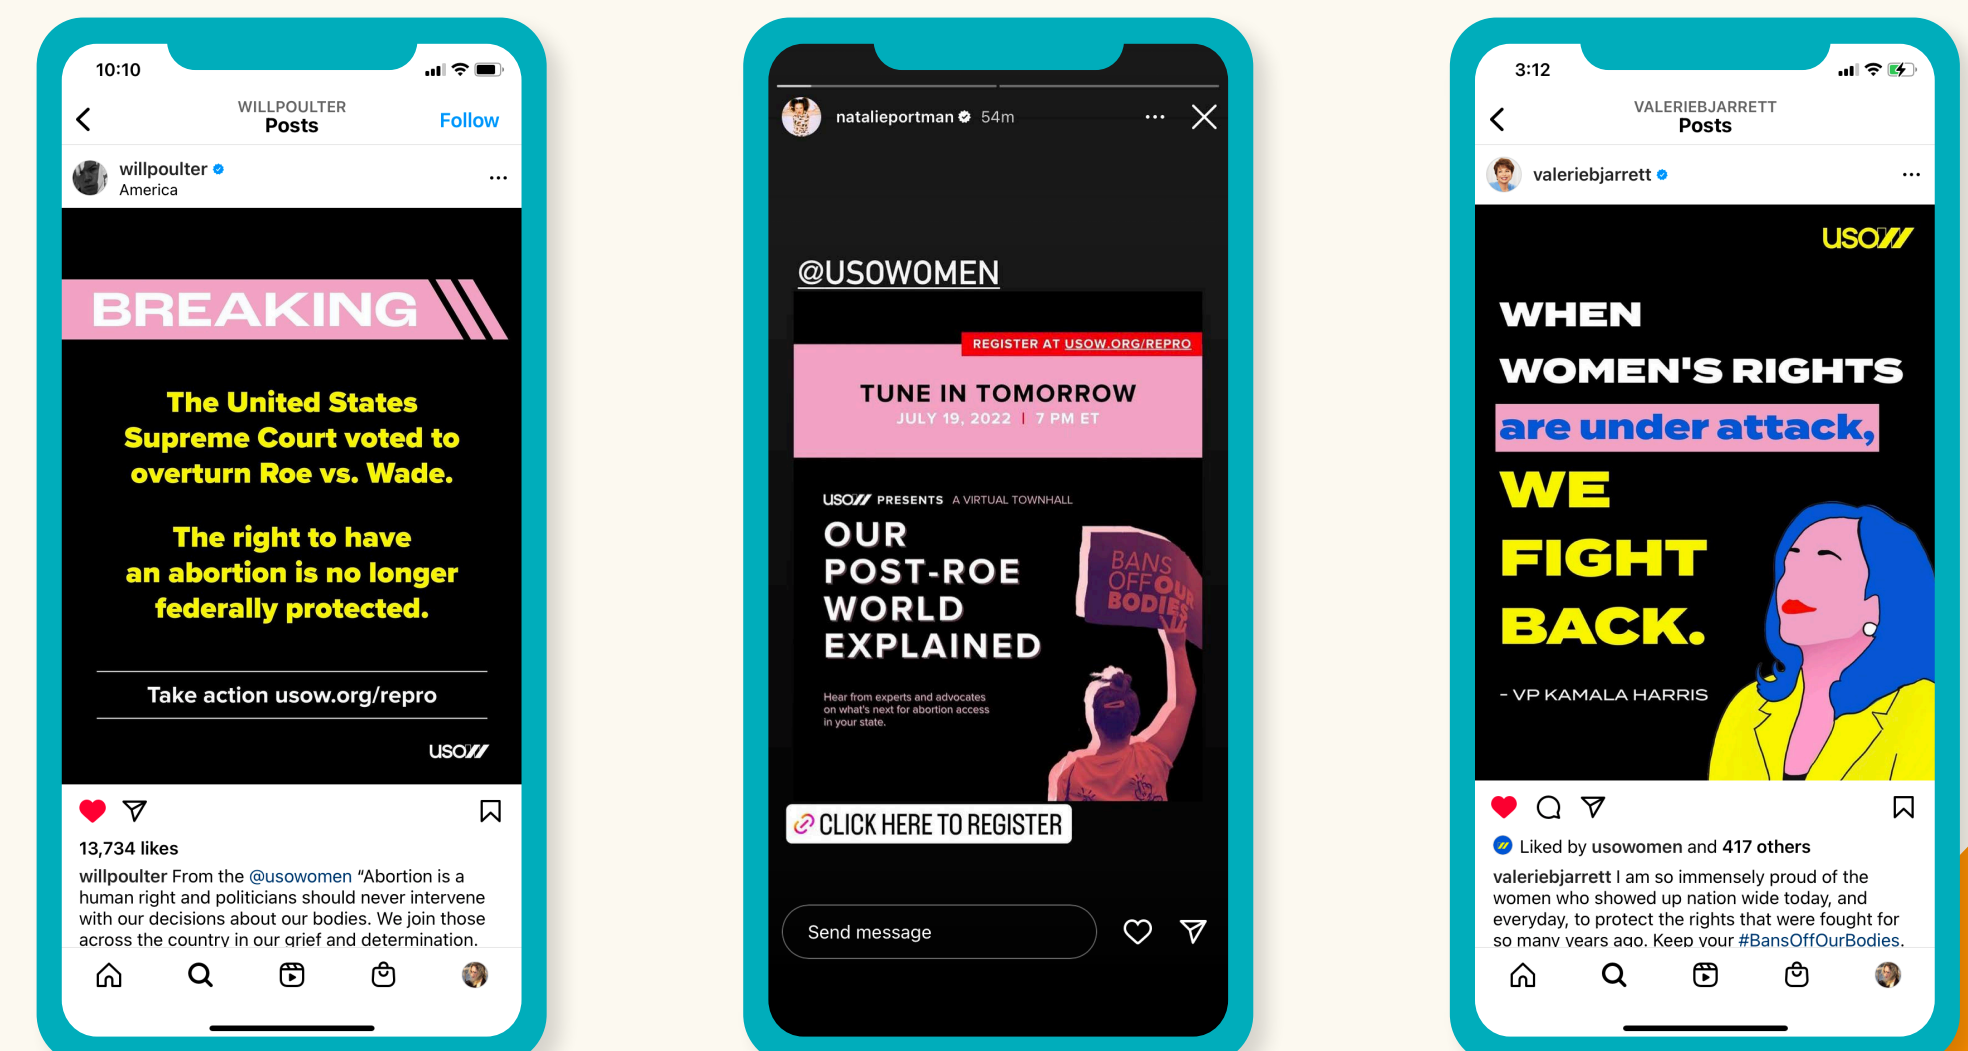 10:10
WILLPOULTER
Posts
Follow
willpoulter
America
BREAKING
The United States
Supreme Court voted to
overturn Roe vs. Wade.
The right to have
an abortion is no longer
federally protected.
Take action usow.org/repro
USOW
13,734 likes
willpoulter From the @usowomen “Abortion is a
human right and politicians should never intervene
with our decisions about our bodies. We join those
across the country in our grief and determination.
natalieportman 54m
@USOWOMEN
REGISTER AT USOW.ORG/REPRO
TUNE IN TOMORROW
JULY 19, 2022 | 7 PM ET
USOW PRESENTS A VIRTUAL TOWNHALL
OUR
POST-ROE
WORLD
EXPLAINED
BANS
OFF OUR
BODIES
Hear from experts and advocates
on what's next for abortion access
in your state.
CLICK HERE TO REGISTER
Send message
3:12
VALERIEBJARRETT
Posts
valeriebjarrett
USOW
WHEN
WOMEN'S RIGHTS
are under attack,
WE
FIGHT
BACK.
- VP KAMALA HARRIS
Liked by usowomen and 417 others
valeriebjarrett I am so immensely proud of the
women who showed up nation wide today, and
everyday, to protect the rights that were fought for
so many years ago. Keep your #BansOffOurBodies.